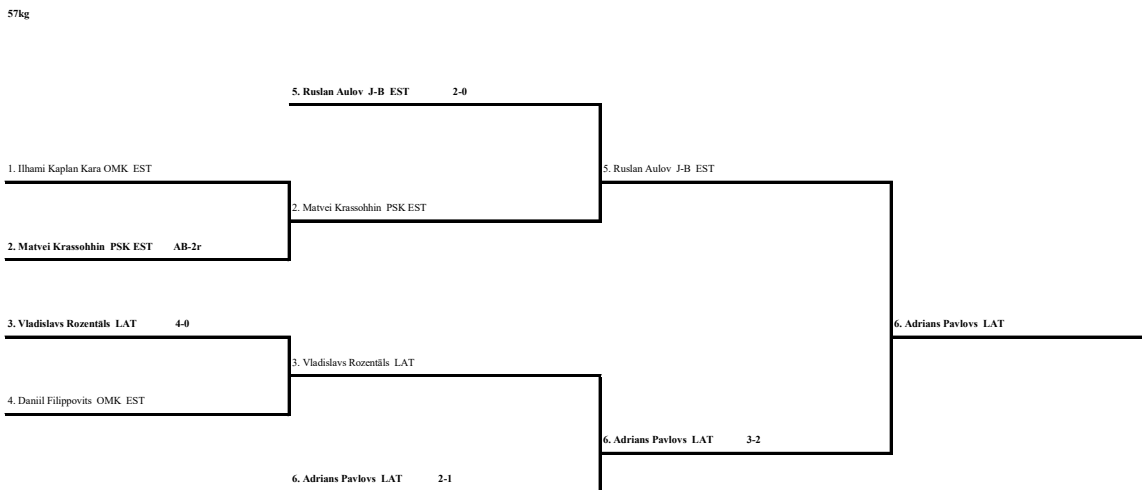 57kg
5. Ruslan Aulov J-B EST 2-0
1. Ilhami Kaplan Kara OMK EST
5. Ruslan Aulov J-B EST
2. Matvei Krassohhin PSK EST
2. Matvei Krassohhin PSK EST AB-2r
3. Vladislavs Rozentāls LAT 4-0
6. Adrians Pavlovs LAT
3. Vladislavs Rozentāls LAT
4. Daniil Filippovits OMK EST
6. Adrians Pavlovs LAT 3-2
6. Adrians Pavlovs LAT 2-1